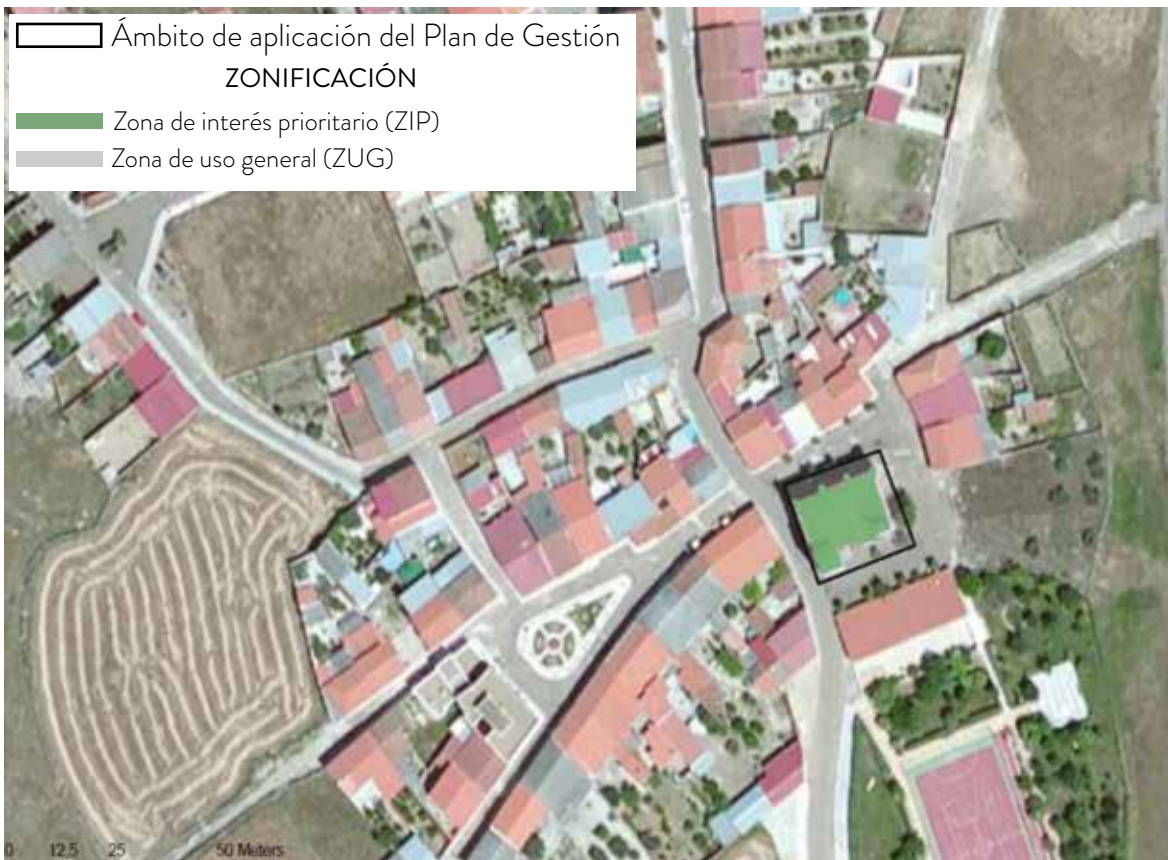 Ámbito de aplicación del Plan de Gestión
ZONIFICACIÓN
Zona de interés prioritario (ZIP)
Zona de uso general (ZUG)
0 12,5 25 50 Meters